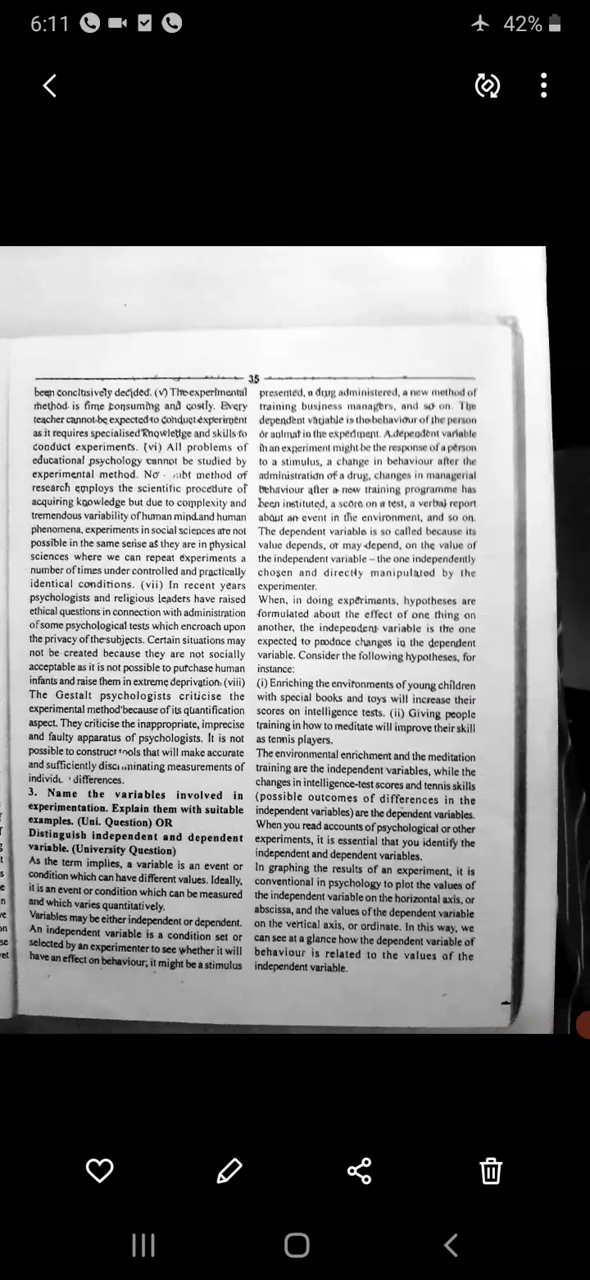 6:11
42%
35
been conclusively decided. (v) The experimental
method is time consuming and costly. Every
teacher cannot be expected to conduct experiment
as it requires specialised Knowledge and skills to
conduct experiments. (vi) All problems of
educational psychology cannot be studied by
experimental method. No method of
research employs the scientific procedure of
acquiring knowledge but due to complexity and
tremendous variability of human mind and human
phenomena, experiments in social sciences are not
possible in the same sense as they are in physical
sciences where we can repeat experiments a
number of times under controlled and practically
identical conditions. (vii) In recent years
psychologists and religious leaders have raised
ethical questions in connection with administration
of some psychological tests which encroach upon
the privacy of the subjects. Certain situations may
not be created because they are not socially
acceptable as it is not possible to purchase human
infants and raise them in extreme deprivation. (viii)
The Gestalt psychologists criticise the
experimental method because of its quantification
aspect. They criticise the inappropriate, imprecise
and faulty apparatus of psychologists. It is not
possible to construct tools that will make accurate
and sufficiently discriminating measurements of
differences.
3. Name the variables involved in
experimentation. Explain them with suitable
examples. (Uni. Question) OR
Distinguish independent and dependent
variable. (University Question)
As the term implies, a variable is an event or
condition which can have different values. Ideally,
it is an event or condition which can be measured
and which varies quantitatively.
Variables may be either independent or dependent.
An independent variable is a condition set or
selected by an experimenter to see whether it will
have an effect on behaviour; it might be a stimulus
presented, a drug administered, a new method of
training business managers, and so on. The
dependent variable is the behaviour of the person
or animal in the experiment. A dependent variable
in an experiment might be the response of a person
to a stimulus, a change in behaviour after the
administration of a drug, changes in managerial
behaviour after a new training programme has
been instituted, a score on a test, a verbal report
about an event in the environment, and so on.
The dependent variable is so called because its
value depends, or may depend, on the value of
the independent variable – the one independently
chosen and directly manipulated by the
experimenter.
When, in doing experiments, hypotheses are
formulated about the effect of one thing on
another, the independent variable is the one
expected to produce changes in the dependent
variable. Consider the following hypotheses, for
instance:
(i) Enriching the environments of young children
with special books and toys will increase their
scores on intelligence tests. (ii) Giving people
training in how to meditate will improve their skill
as tennis players.
The environmental enrichment and the meditation
training are the independent variables, while the
changes in intelligence-test scores and tennis skills
(possible outcomes of differences in the
independent variables) are the dependent variables.
When you read accounts of psychological or other
experiments, it is essential that you identify the
independent and dependent variables.
In graphing the results of an experiment, it is
conventional in psychology to plot the values of
the independent variable on the horizontal axis, or
abscissa, and the values of the dependent variable
on the vertical axis, or ordinate. In this way, we
can see at a glance how the dependent variable of
behaviour is related to the values of the
independent variable.